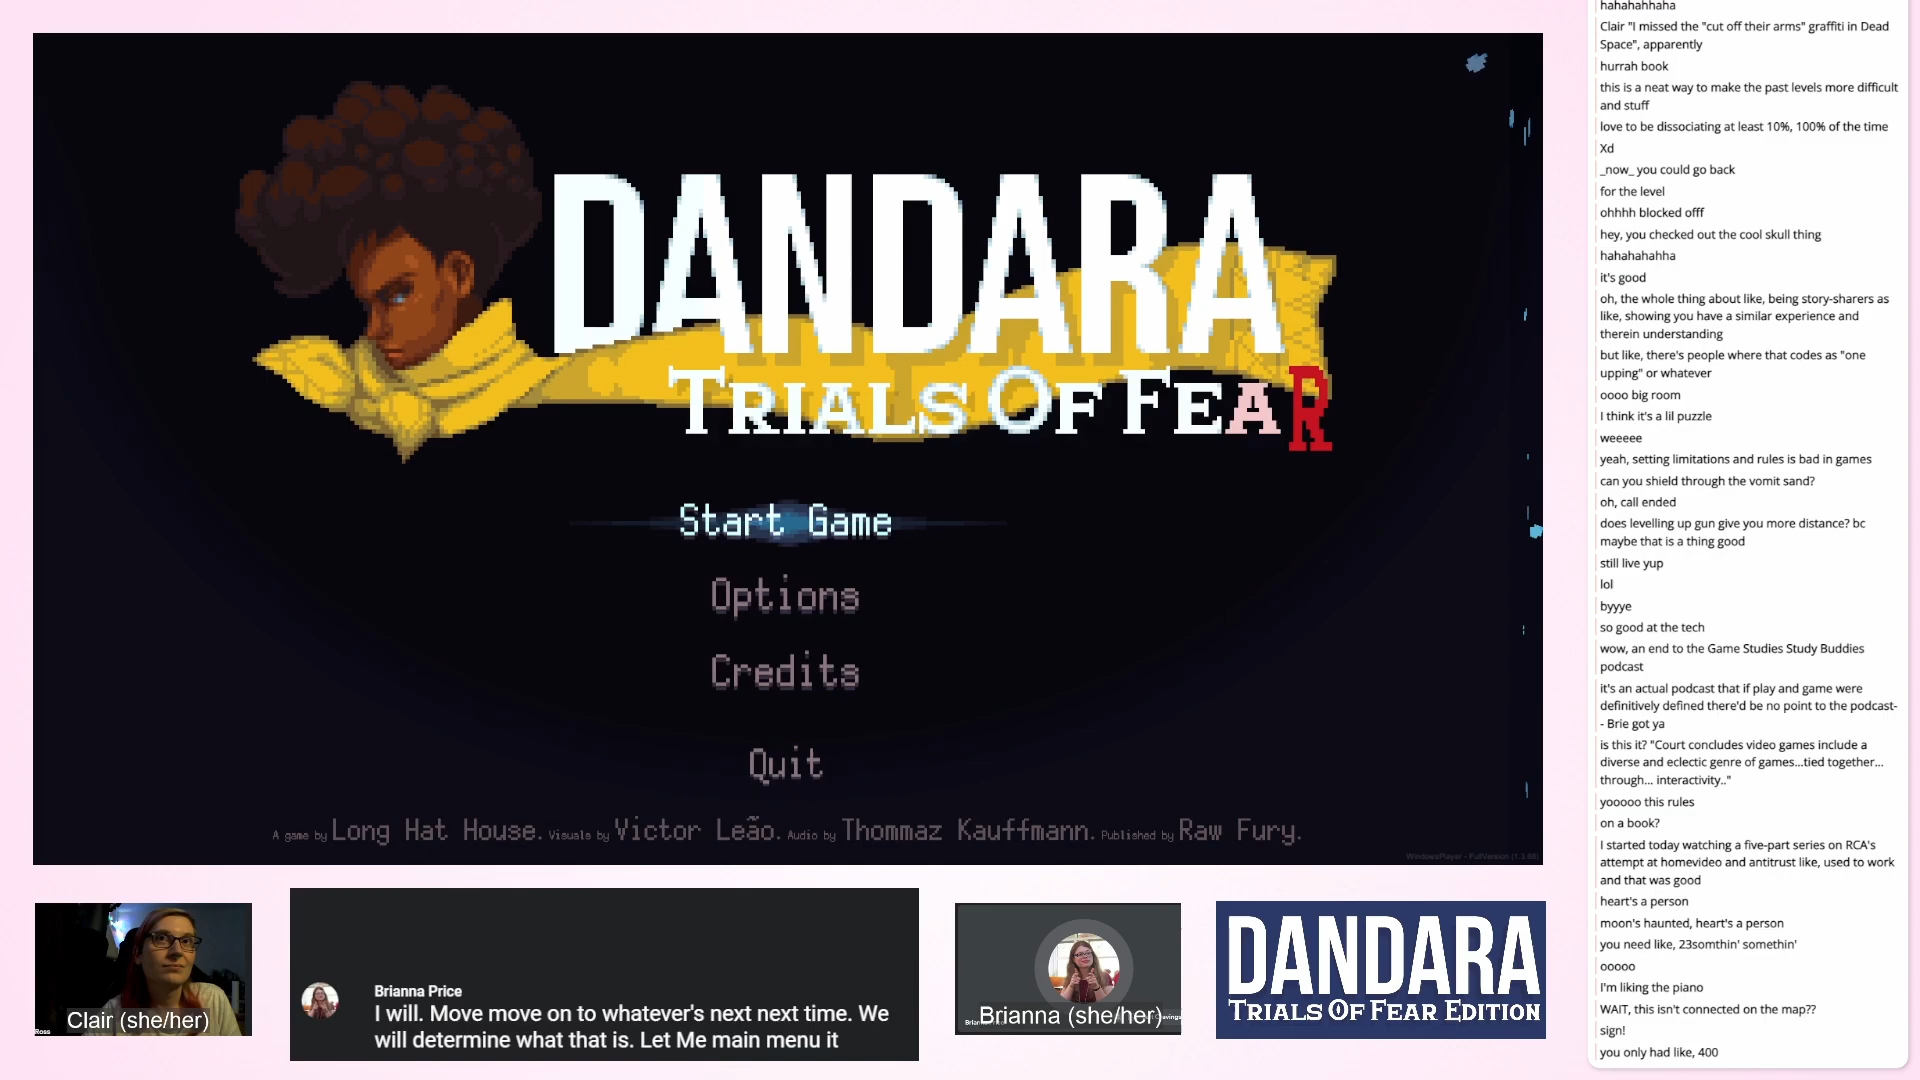 DANDARA
TRIALS OF FEAR
Start Game
Options
Credits
Quit
A game by Long Hat House. Visuals by Victor Leão. Audio by Thommaz Kauffmann. Published by Raw Fury.
WindowsPlayer - FullVersion (1.3.88)
Ross
Clair (she/her)
Brianna Price
I will. Move move on to whatever's next next time. We
will determine what that is. Let Me main menu it
Brianna (she/her)
DANDARA
TRIALS OF FEAR EDITION
hahahahhaha
Clair "I missed the "cut off their arms" graffiti in Dead
Space", apparently
hurrah book
this is a neat way to make the past levels more difficult
and stuff
love to be dissociating at least 10%, 100% of the time
Xd
_now_ you could go back
for the level
ohhhh blocked offf
hey, you checked out the cool skull thing
hahahahahha
it's good
oh, the whole thing about like, being story-sharers as
like, showing you have a similar experience and
therein understanding
but like, there's people where that codes as "one
upping" or whatever
oooo big room
I think it's a lil puzzle
weeeee
yeah, setting limitations and rules is bad in games
can you shield through the vomit sand?
oh, call ended
does levelling up gun give you more distance? bc
maybe that is a thing good
still live yup
lol
byyye
so good at the tech
wow, an end to the Game Studies Study Buddies
podcast
it's an actual podcast that if play and game were
definitively defined there'd be no point to the podcast-
- Brie got ya
is this it? "Court concludes video games include a
diverse and eclectic genre of games...tied together...
through... interactivity.."
yooooo this rules
on a book?
I started today watching a five-part series on RCA's
attempt at homevideo and antitrust like, used to work
and that was good
heart's a person
moon's haunted, heart's a person
you need like, 23somthin' somethin'
ooooo
I'm liking the piano
WAIT, this isn't connected on the map??
sign!
you only had like, 400